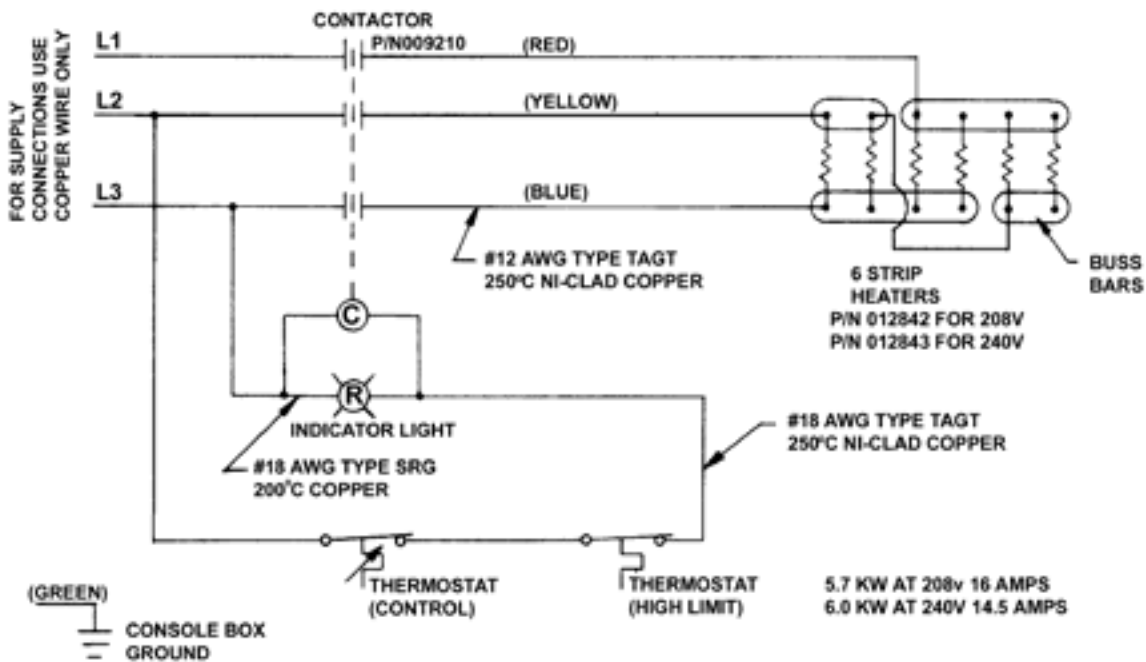 FOR SUPPLY
CONNECTIONS USE
COPPER WIRE ONLY
CONTACTOR
P/N009210
L1
(RED)
L2
(YELLOW)
L3
(BLUE)
#12 AWG TYPE TAGT
250°C NI-CLAD COPPER
6 STRIP
HEATERS
P/N 012842 FOR 208V
P/N 012843 FOR 240V
BUSS
BARS
C
R
INDICATOR LIGHT
#18 AWG TYPE SRG
200°C COPPER
#18 AWG TYPE TAGT
250°C NI-CLAD COPPER
THERMOSTAT
(CONTROL)
THERMOSTAT
(HIGH LIMIT)
5.7 KW AT 208v 16 AMPS
6.0 KW AT 240V 14.5 AMPS
(GREEN)
CONSOLE BOX
GROUND